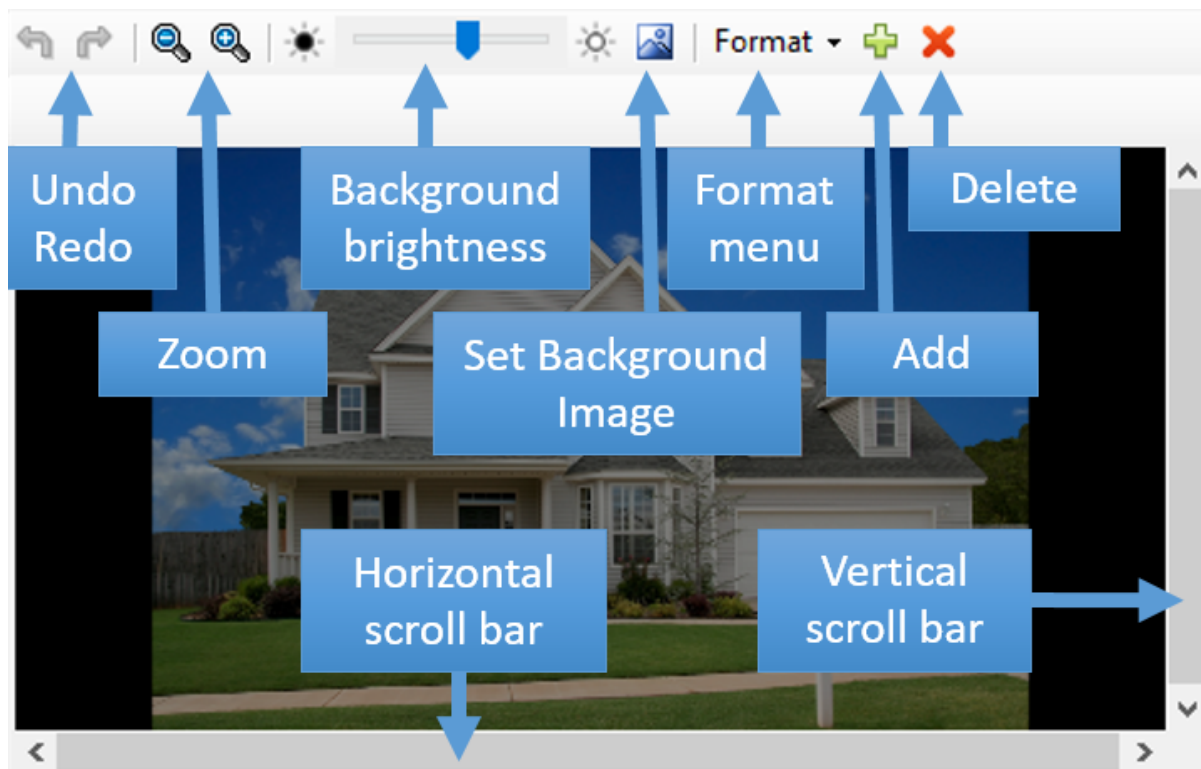 Format
Undo
Redo
Background
brightness
Format
menu
Delete
Zoom
Set Background
Image
Add
Horizontal
scroll bar
Vertical
scroll bar